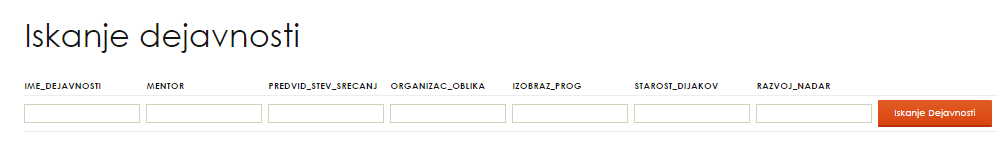 Iskanje dejavnosti
IME_DEJAVNOSTI MENTOR PREDVID_STEV_SRECANJ ORGANIZAC_OBLIKA IZOBRAZ_PROG STAROST_DIJAKOV RAZVOJ_NADAR
Iskanje Dejavnosti